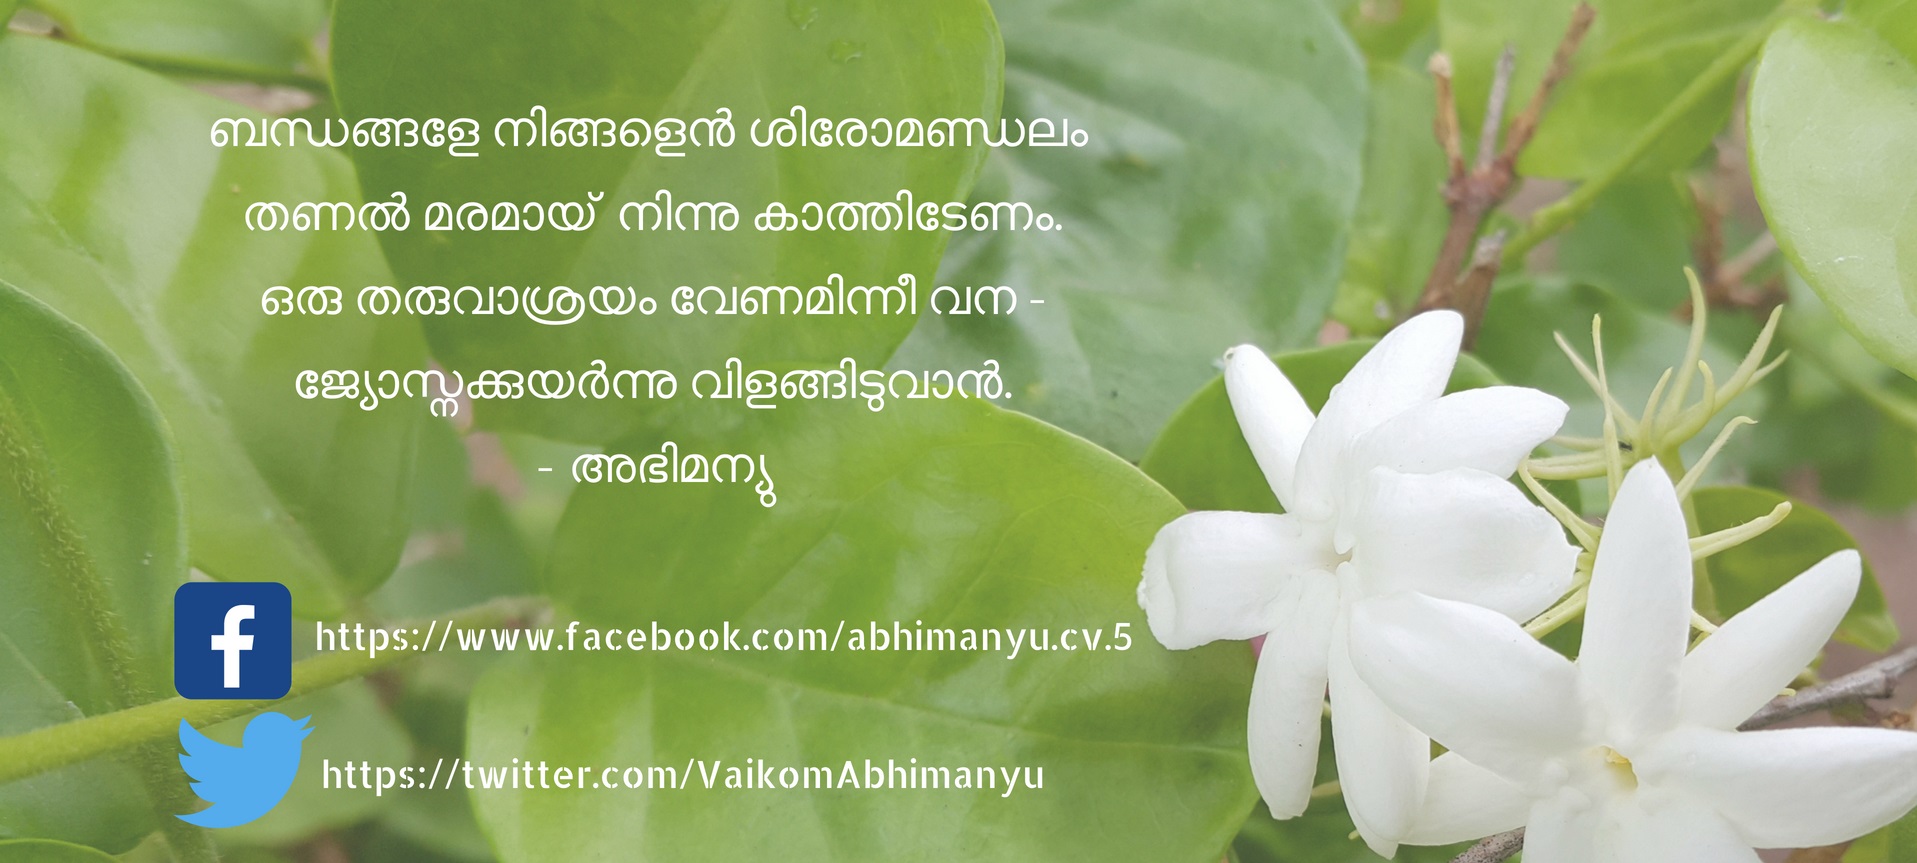 ബന്ധങ്ങളേ നിങ്ങളെൻ ശിരോമണ്ഡലം
തണൽ മരമായ് നിന്നു കാത്തിടേണം.
ഒരു തരുവാശ്രയം വേണമിന്നീ വന -
ജ്യോസ്നക്കുയർന്നു വിളങ്ങിടുവാൻ.
- അഭിമന്യു
https://www.facebook.com/abhimanyu.cv.5
https://twitter.com/VaikomAbhimanyu